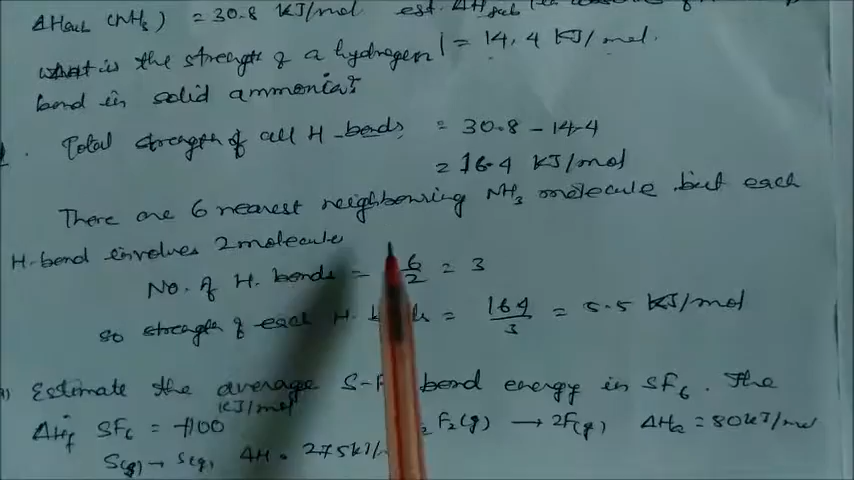 ΔHsub (NH3) = 30.8 KJ/mol est. ΔHsub
What is the strength of a hydrogen | = 14.4 KJ/mol.
bond in solid ammonia?
Total strength of all H-bonds = 30.8 - 14.4
= 16.4 KJ/mol
There are 6 nearest neighbouring NH3 molecule but each
H-bond involves 2 molecule
No. of H. bonds = 6/2 = 3
so strength of each H = 164/3 = 5.5 KJ/mol
Estimate the average S-F bond energy in SF6. The
KJ/mol
ΔHf SF6 = -1100 F2(g) → 2F(g) ΔHa = 80 KJ/mol
S(s) → S(g) ΔH = 275 KJ/